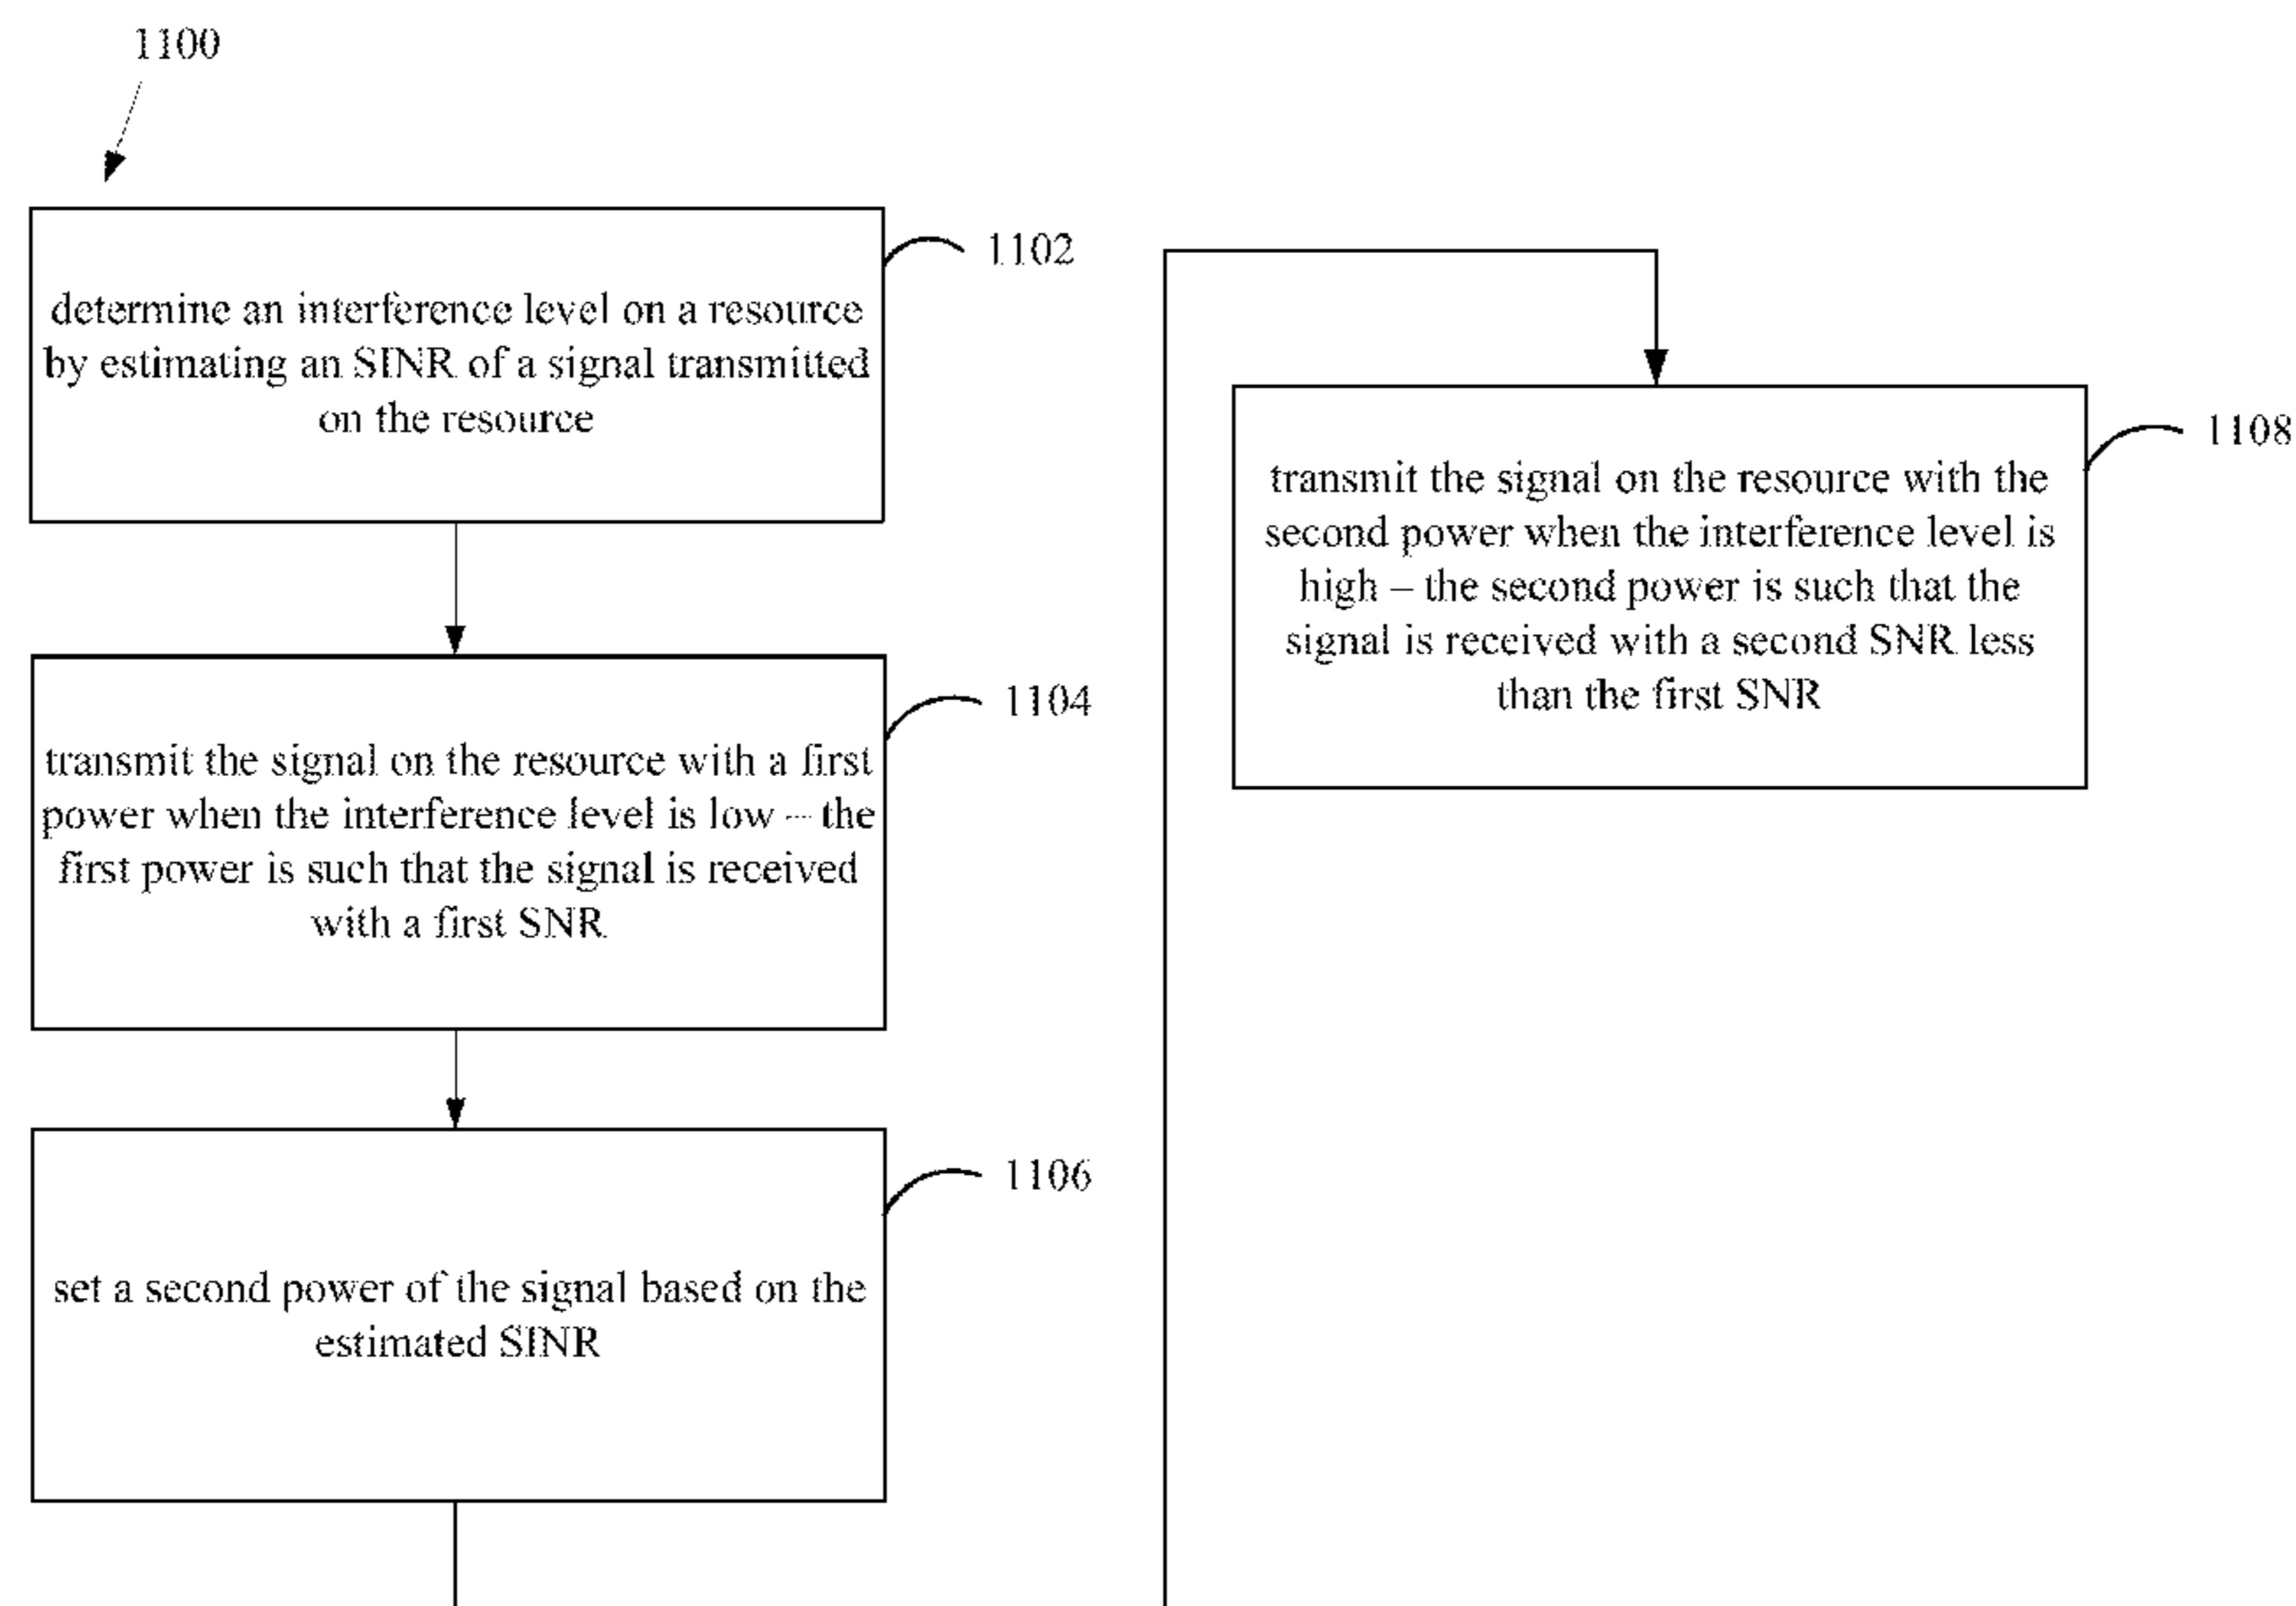 1100
1102
determine an interference level on a resource
by estimating an SINR of a signal transmitted
on the resource
1104
transmit the signal on the resource with a first
power when the interference level is low – the
first power is such that the signal is received
with a first SNR
1106
set a second power of the signal based on the
estimated SINR
1108
transmit the signal on the resource with the
second power when the interference level is
high – the second power is such that the
signal is received with a second SNR less
than the first SNR